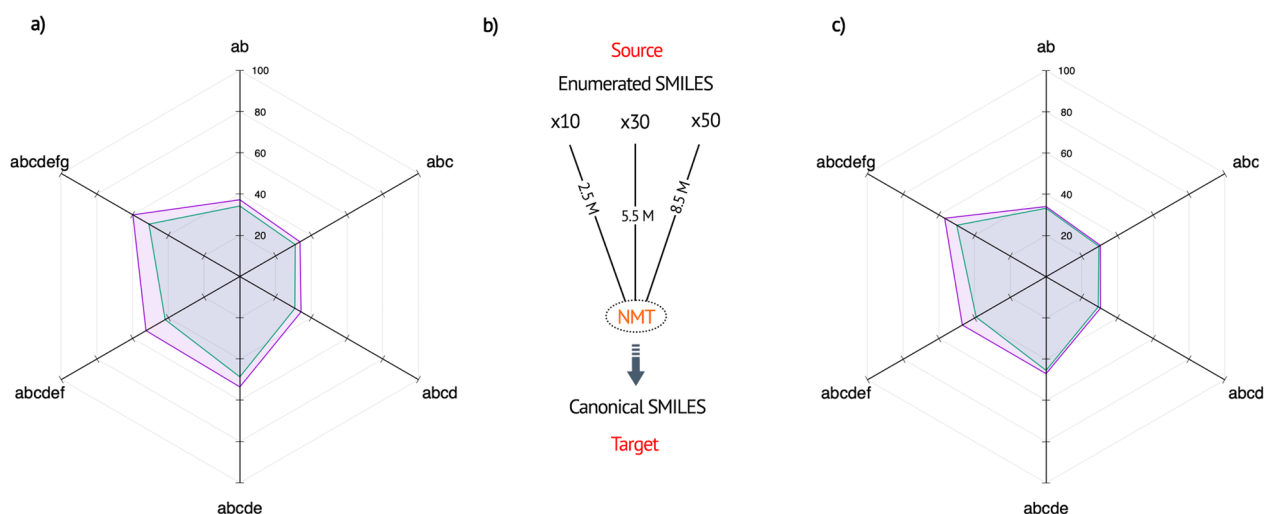 a)
ab
100
80
60
40
20
abc
abcd
abcde
abcdef
abcdefg
b)
Source
Enumerated SMILES
x10 x30 x50
2.5 M 5.5 M 8.5 M
NMT
Canonical SMILES
Target
c)
ab
100
80
60
40
20
abc
abcd
abcde
abcdef
abcdefg